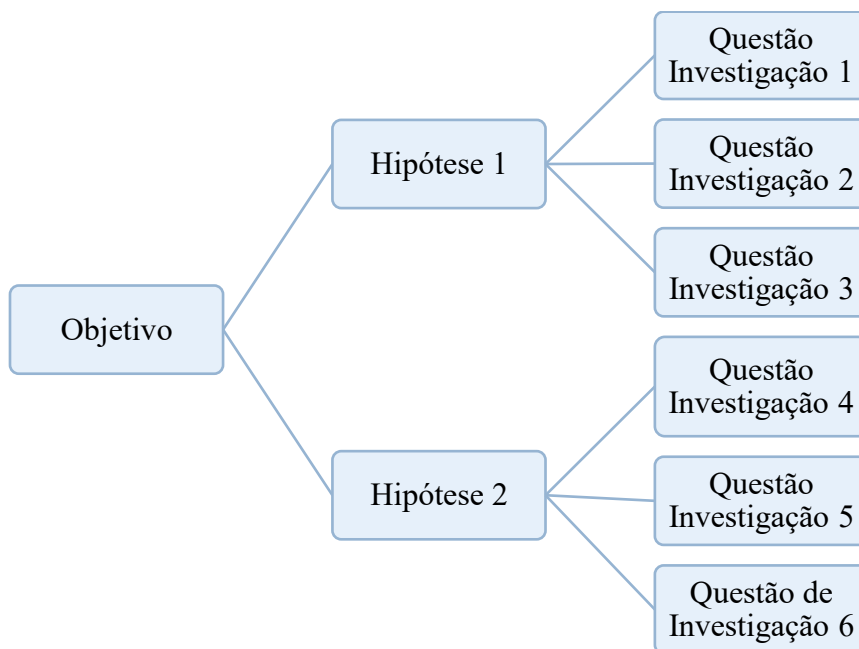 Questão
Investigação 1
Hipótese 1
Questão
Investigação 2
Questão
Investigação 3
Objetivo
Questão
Investigação 4
Hipótese 2
Questão
Investigação 5
Questão de
Investigação 6